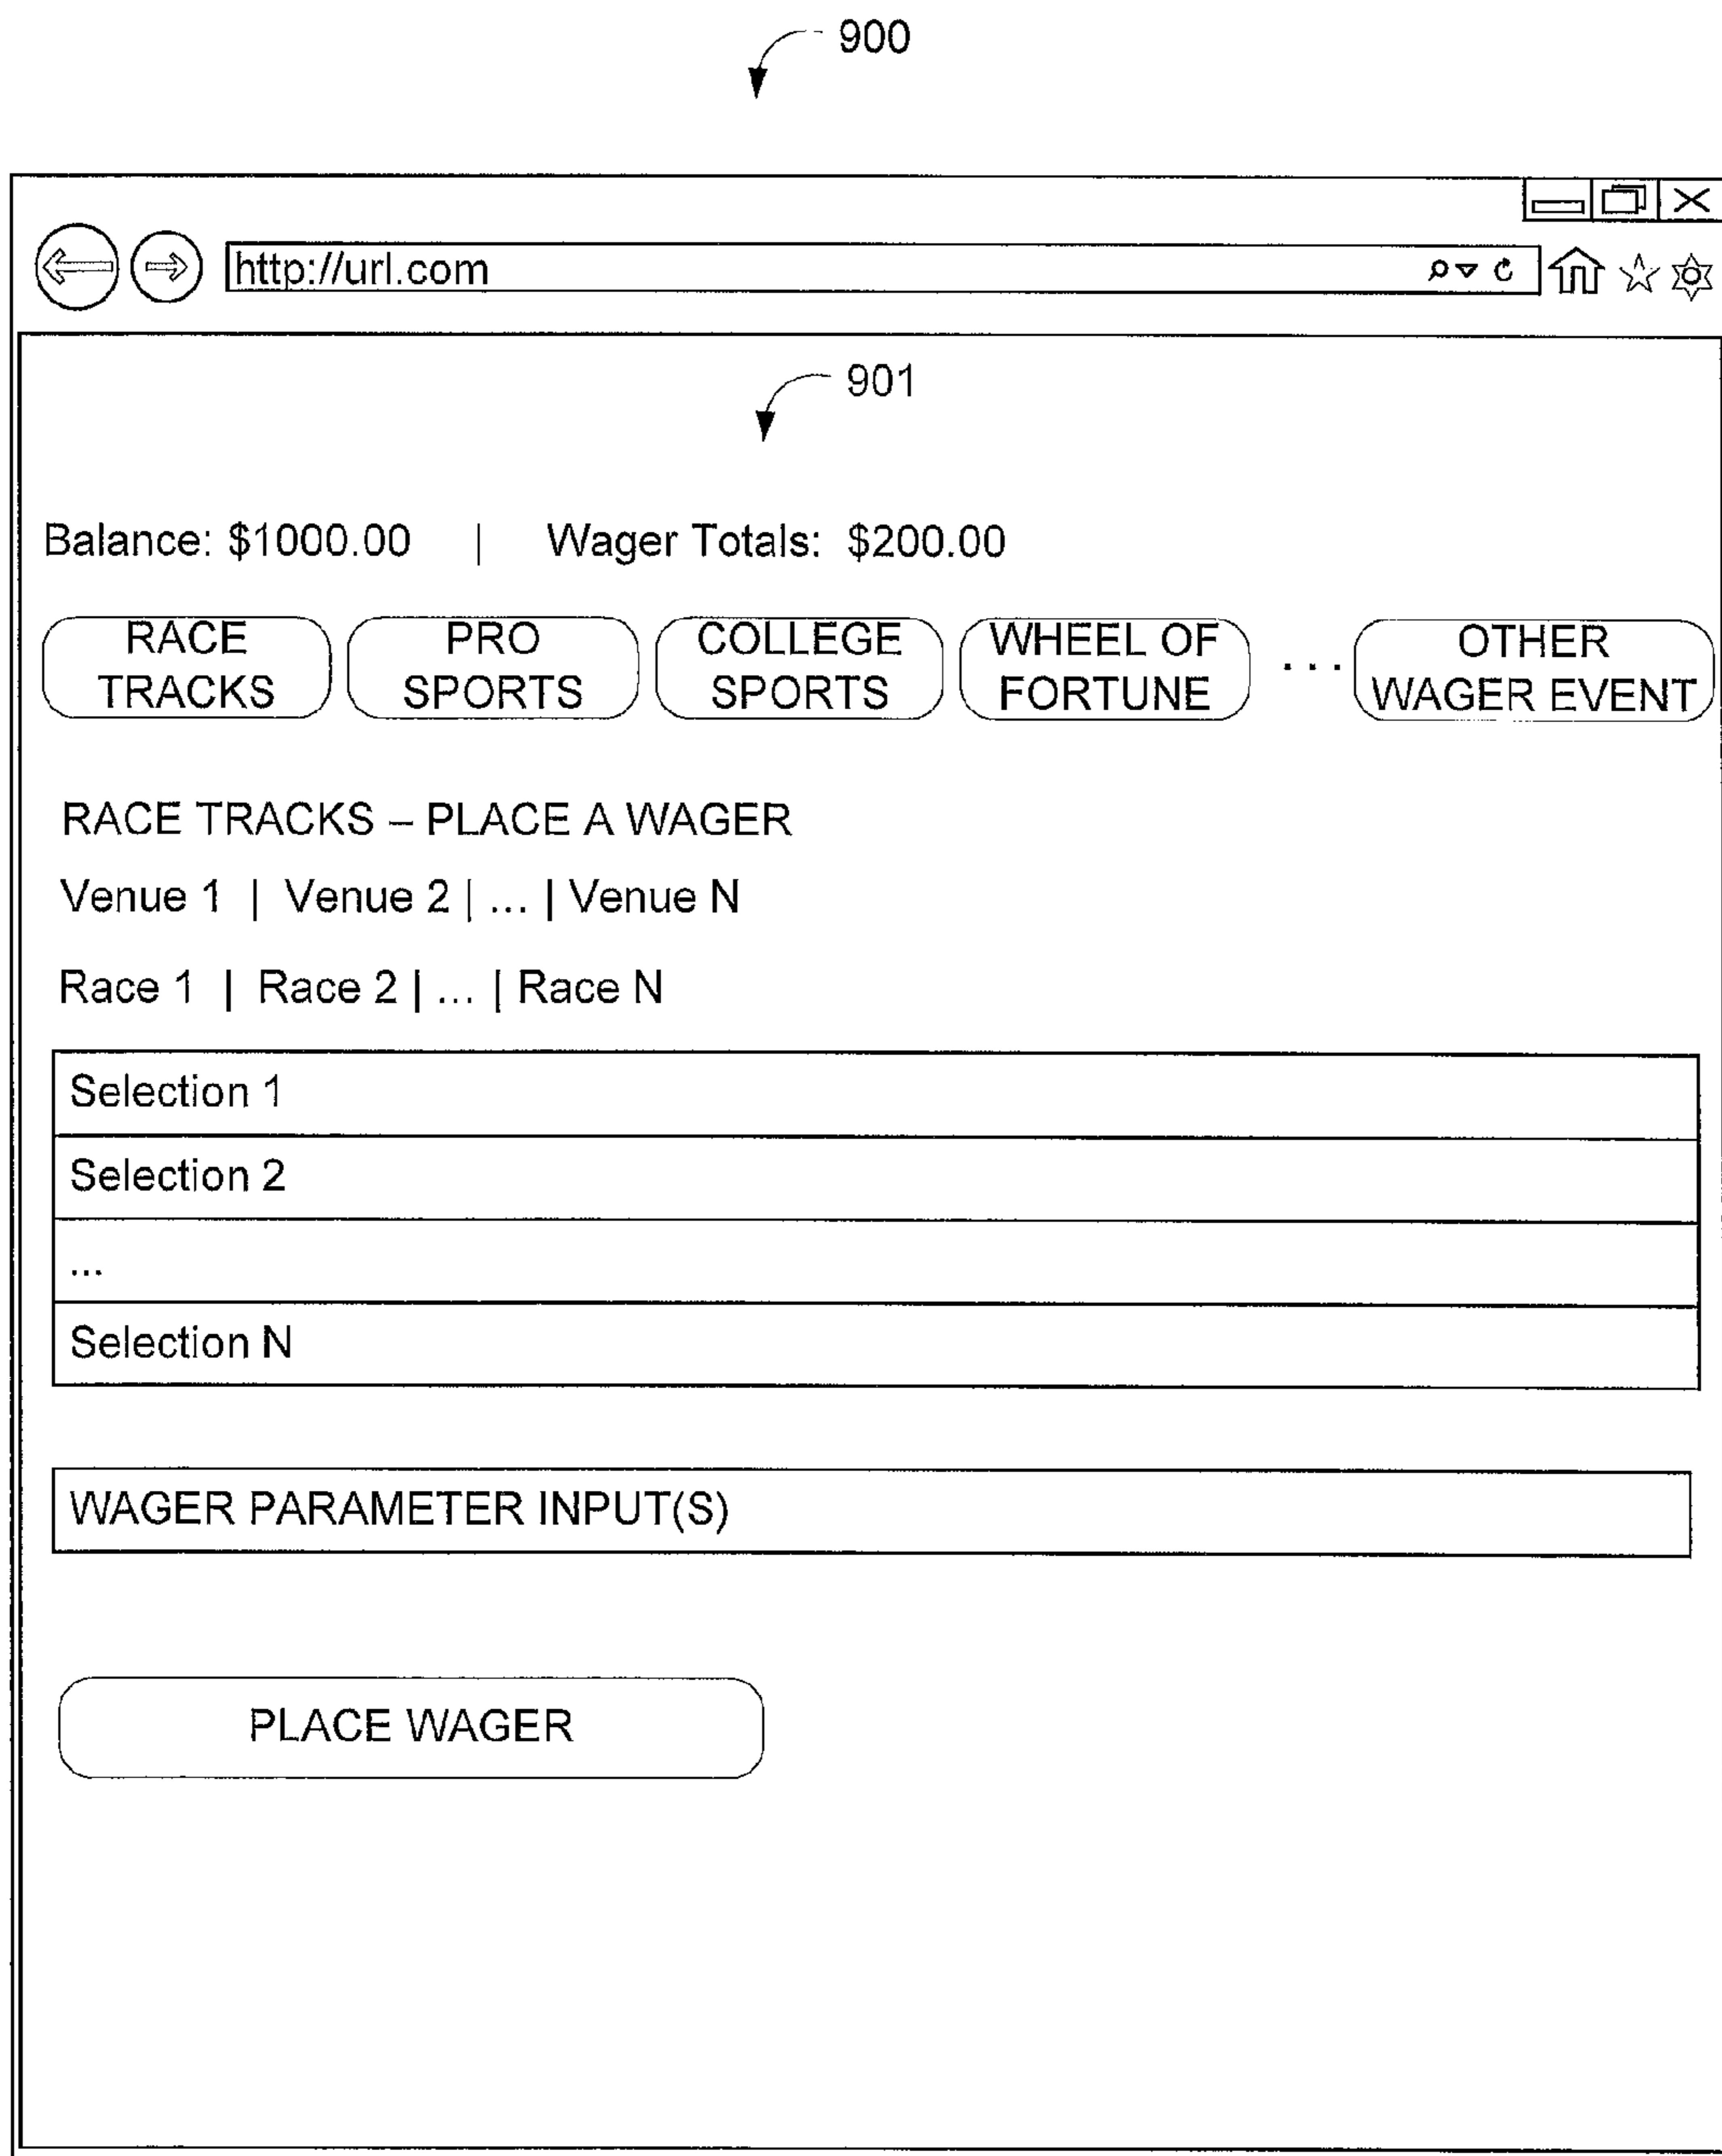 900
http://url.com
901
Balance: $1000.00 | Wager Totals: $200.00
RACE TRACKS
PRO SPORTS
COLLEGE SPORTS
WHEEL OF FORTUNE
...
OTHER WAGER EVENT
RACE TRACKS – PLACE A WAGER
Venue 1 | Venue 2 | ... | Venue N
Race 1 | Race 2 | ... | Race N
Selection 1
Selection 2
...
Selection N
WAGER PARAMETER INPUT(S)
PLACE WAGER